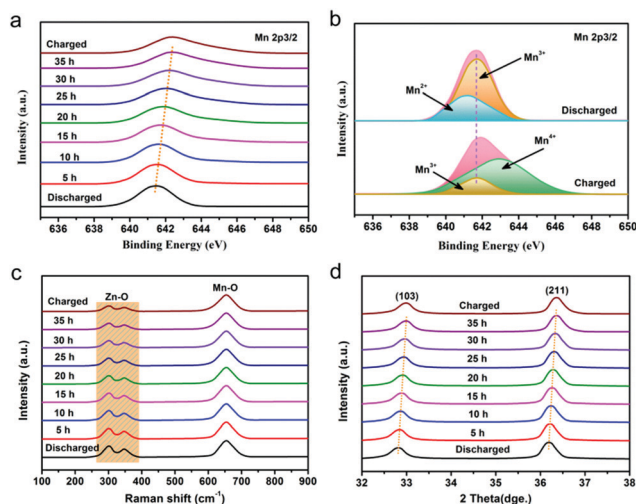 a
Mn 2p3/2
Charged
35 h
30 h
25 h
20 h
15 h
10 h
5 h
Discharged
Intensity (a.u.)
636 638 640 642 644 646 648 650
Binding Energy (eV)
b
Mn 2p3/2
Mn³⁺
Mn²⁺
Discharged
Mn⁴⁺
Mn³⁺
Charged
Intensity (a.u.)
636 638 640 642 644 646 648 650
Binding Energy (eV)
c
Zn-O
Mn-O
Charged
35 h
30 h
25 h
20 h
15 h
10 h
5 h
Discharged
Intensity (a.u.)
100 200 300 400 500 600 700 800 900
Raman shift (cm⁻¹)
d
(103)
(211)
Charged
35 h
30 h
25 h
20 h
15 h
10 h
5 h
Discharged
Intensity (a.u.)
32 33 34 35 36 37 38
2 Theta(dge.)